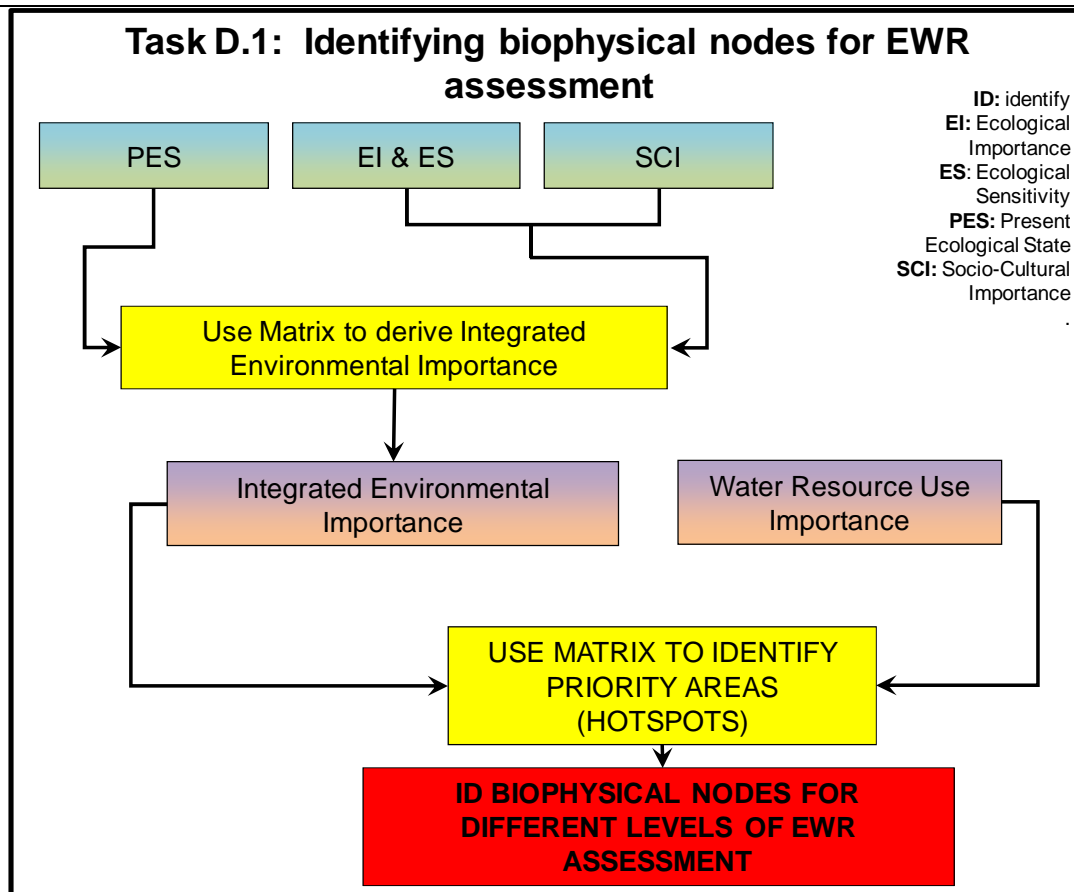 Task D.1: Identifying biophysical nodes for EWR
assessment
ID: identify
EI: Ecological
Importance
ES: Ecological
Sensitivity
PES: Present
Ecological State
SCI: Socio-Cultural
Importance
.
PES
EI & ES
SCI
Use Matrix to derive Integrated
Environmental Importance
Integrated Environmental
Importance
Water Resource Use
Importance
USE MATRIX TO IDENTIFY
PRIORITY AREAS
(HOTSPOTS)
ID BIOPHYSICAL NODES FOR
DIFFERENT LEVELS OF EWR
ASSESSMENT